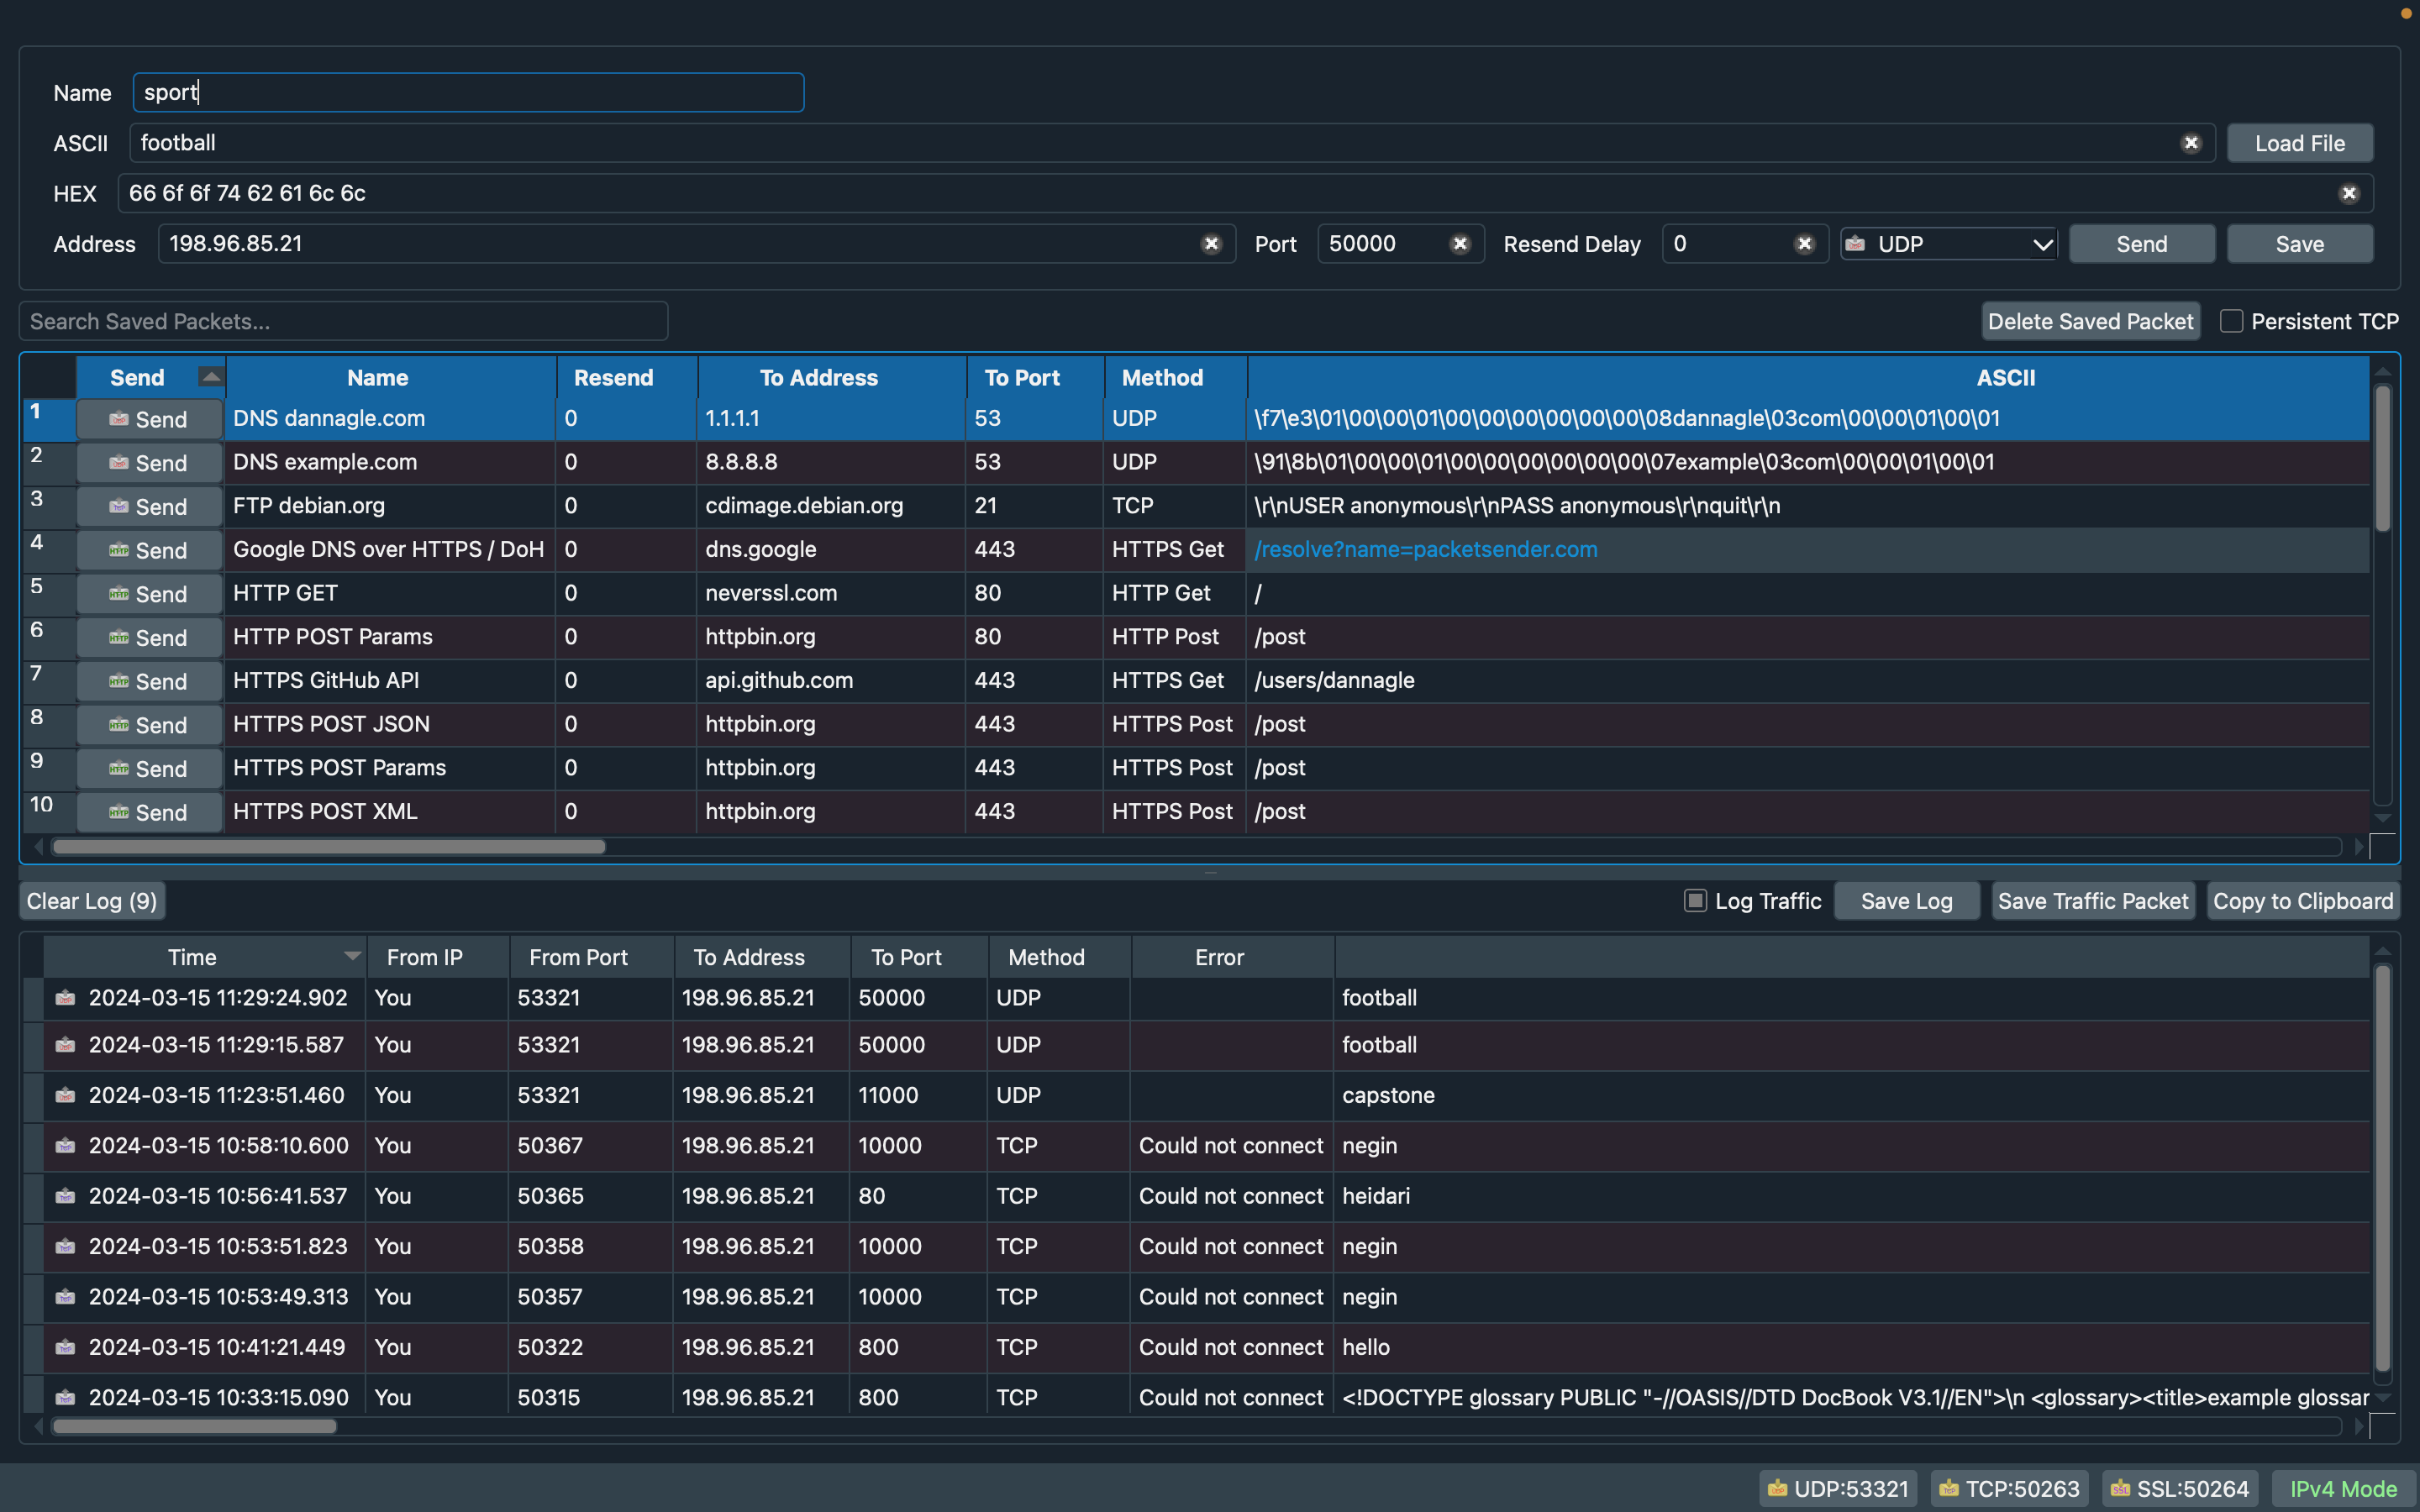 Name sport
ASCII football Load File
HEX 66 6f 6f 74 62 61 6c 6c
Address 198.96.85.21 Port 50000 Resend Delay 0 UDP Send Save
Search Saved Packets... Delete Saved Packet Persistent TCP
Send Name Resend To Address To Port Method ASCII
1 Send DNS dannagle.com 0 1.1.1.1 53 UDP \f7\e3\01\00\00\01\00\00\00\00\00\00\08dannagle\03com\00\00\01\00\01
2 Send DNS example.com 0 8.8.8.8 53 UDP \91\8b\01\00\00\01\00\00\00\00\00\00\07example\03com\00\00\01\00\01
3 Send FTP debian.org 0 cdimage.debian.org 21 TCP \r\nUSER anonymous\r\nPASS anonymous\r\nquit\r\n
4 Send Google DNS over HTTPS / DoH 0 dns.google 443 HTTPS Get /resolve?name=packetsender.com
5 Send HTTP GET 0 neverssl.com 80 HTTP Get /
6 Send HTTP POST Params 0 httpbin.org 80 HTTP Post /post
7 Send HTTPS GitHub API 0 api.github.com 443 HTTPS Get /users/dannagle
8 Send HTTPS POST JSON 0 httpbin.org 443 HTTPS Post /post
9 Send HTTPS POST Params 0 httpbin.org 443 HTTPS Post /post
10 Send HTTPS POST XML 0 httpbin.org 443 HTTPS Post /post
Clear Log (9) Log Traffic Save Log Save Traffic Packet Copy to Clipboard
Time From IP From Port To Address To Port Method Error
2024-03-15 11:29:24.902 You 53321 198.96.85.21 50000 UDP football
2024-03-15 11:29:15.587 You 53321 198.96.85.21 50000 UDP football
2024-03-15 11:23:51.460 You 53321 198.96.85.21 11000 UDP capstone
2024-03-15 10:58:10.600 You 50367 198.96.85.21 10000 TCP Could not connect negin
2024-03-15 10:56:41.537 You 50365 198.96.85.21 80 TCP Could not connect heidari
2024-03-15 10:53:51.823 You 50358 198.96.85.21 10000 TCP Could not connect negin
2024-03-15 10:53:49.313 You 50357 198.96.85.21 10000 TCP Could not connect negin
2024-03-15 10:41:21.449 You 50322 198.96.85.21 800 TCP Could not connect hello
2024-03-15 10:33:15.090 You 50315 198.96.85.21 800 TCP Could not connect <!DOCTYPE glossary PUBLIC "-//OASIS//DTD DocBook V3.1//EN">\n <glossary><title>example glossar
UDP:53321 TCP:50263 SSL:50264 IPv4 Mode